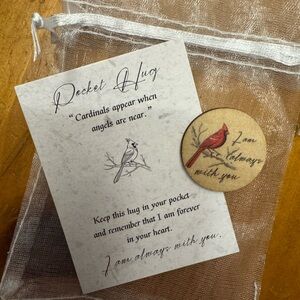 Pocket Hug
"Cardinals appear when
angels are near."
Keep this hug in your pocket
and remember that I am forever
in your heart.
I am always with you.
I am
always
with you